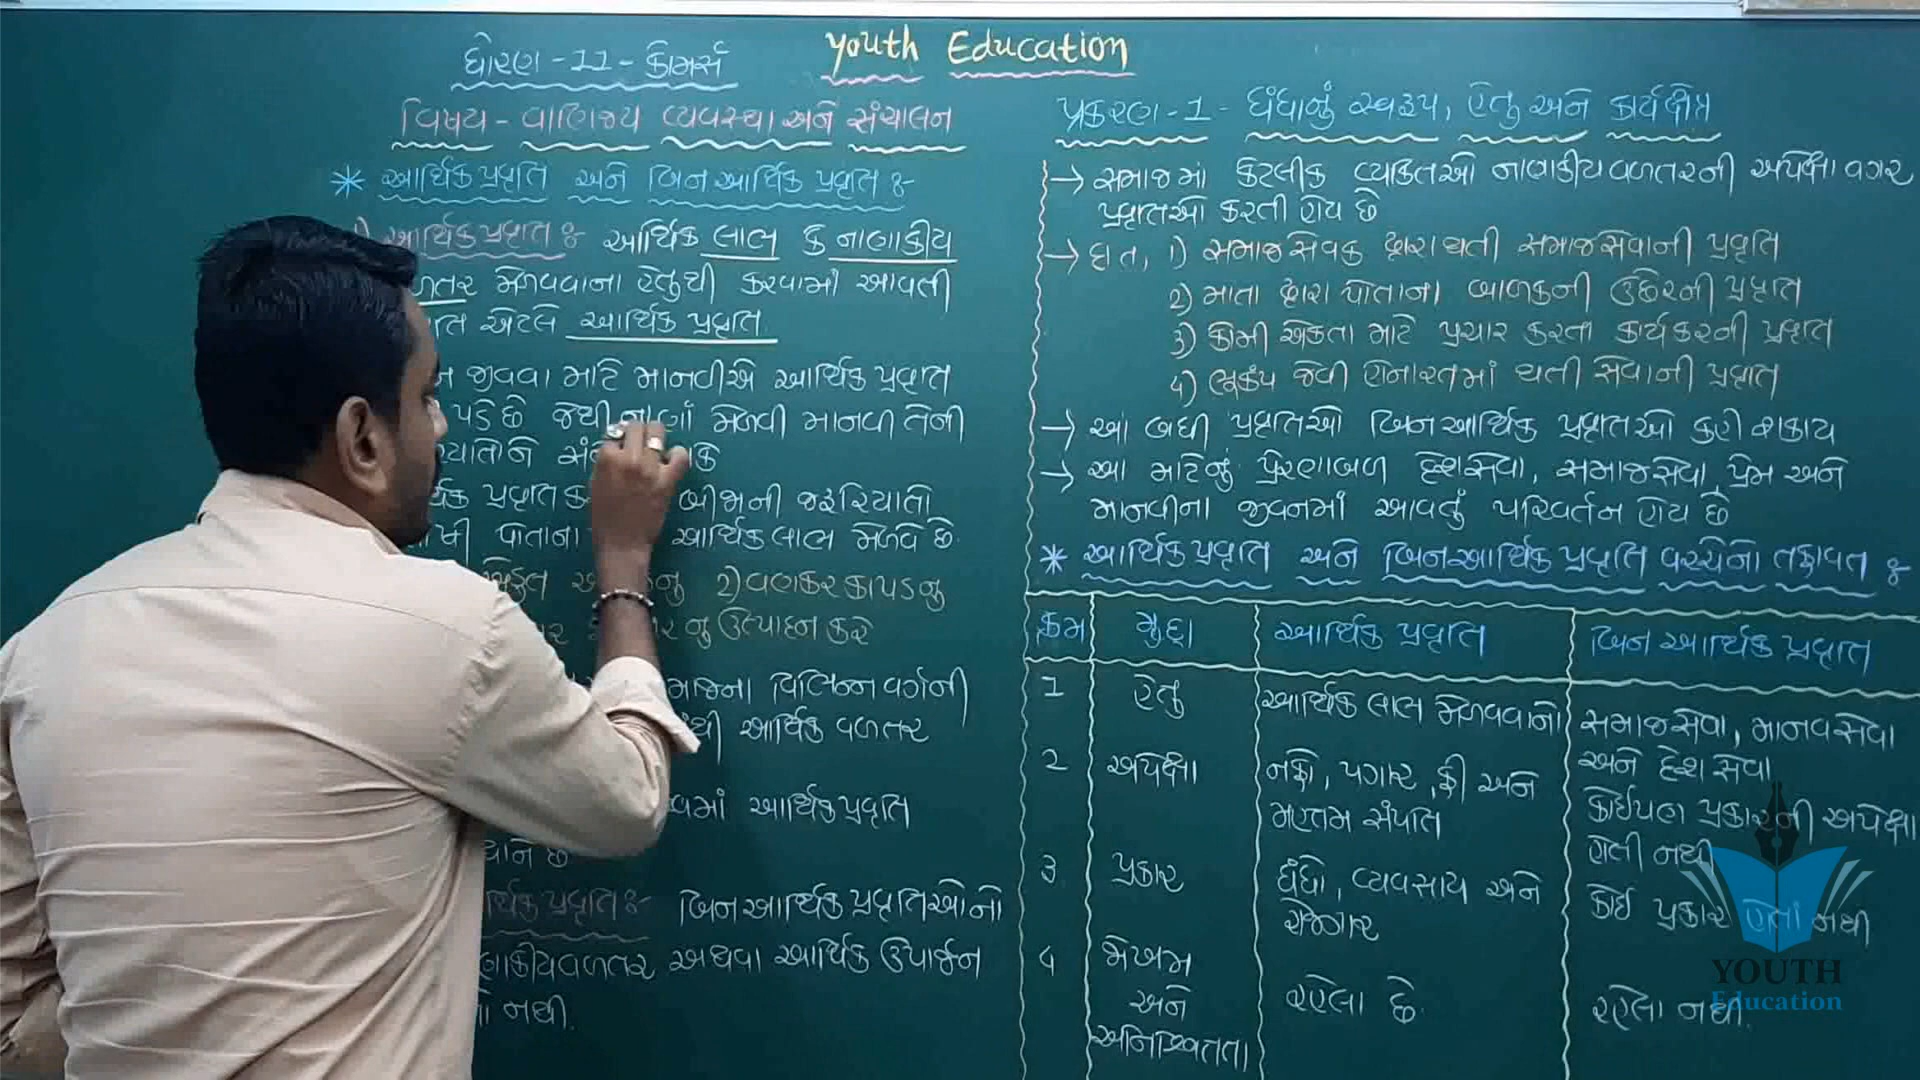 Youth Education
ધોરણ - 11 - કોમર્સ
વિષય - વાણિજ્ય વ્યવસ્થા અને સંચાલન
* આર્થિક પ્રવૃતિ અને બિન આર્થિક પ્રવૃતિ :-
આર્થિક પ્રવૃતિ :- આર્થિક લાભ કે નાણાકીય
મેળવવાના હેતુથી કરવામાં આવતી
એટલે આર્થિક પ્રવૃતિ
જીવવા માટે માનવીએ આર્થિક પ્રવૃતિ
પડે છે જેથી નાણાં મેળવી માનવી તેની
આર્થિક લાભ મેળવે છે.
પોતાના
બીજાની જરૂરિયાતો
2) વણકર કાપડનુ
નુ ઉત્પાદન કરે
વિભિન્ન વર્ગની
આર્થિક વળતર
આર્થિક પ્રવૃતિ
છે
પ્રવૃતિ :- બિન આર્થિક પ્રવૃતિઓનો
અથવા આર્થિક ઉપાર્જન
નથી.
પ્રકરણ - 1 - ધંધાનું સ્વરૂપ, હેતુ અને કાર્યક્ષેત્ર
→ સમાજમાં કેટલીક વ્યક્તિઓ નાણાકીય વળતરની અપેક્ષા વગર
પ્રવૃતિઓ કરતી હોય છે
→ દા ત, 1) સમાજસેવક દ્વારા થતી સમાજસેવાની પ્રવૃતિ
2) માતા દ્વારા પોતાના બાળકની ઉછેરની પ્રવૃતિ
3) કોમી એકતા માટે પ્રચાર કરતા કાર્યકરની પ્રવૃતિ
4) ભૂકંપ જેવી હોનારતમાં થતી સેવાની પ્રવૃતિ
→ આ બધી પ્રવૃતિઓ બિન આર્થિક પ્રવૃતિઓ કહી શકાય
→ આ માટેનું પ્રેરણાબળ દેશસેવા, સમાજસેવા, પ્રેમ અને
માનવીના જીવનમાં આવતું પરિવર્તન હોય છે
* આર્થિક પ્રવૃતિ અને બિન આર્થિક પ્રવૃતિ વચ્ચેનો તફાવત :-
ક્રમ મુદ્દા આર્થિક પ્રવૃતિ બિન આર્થિક પ્રવૃતિ
1 હેતુ આર્થિક લાભ મેળવવાનો સમાજસેવા, માનવસેવા
અને દેશ સેવા
2 અપેક્ષા નફો, પગાર, ફી અને કોઈપણ પ્રકારની અપેક્ષા
મહત્તમ સંપતિ હોતી નથી
3 પ્રકાર ધંધો, વ્યવસાય અને કોઈ પ્રકાર હોતા નથી
રોજગાર
4 જોખમ
અને રહેલા છે. રહેલા નથી.
અનિશ્ચિતતા
YOUTH
Education